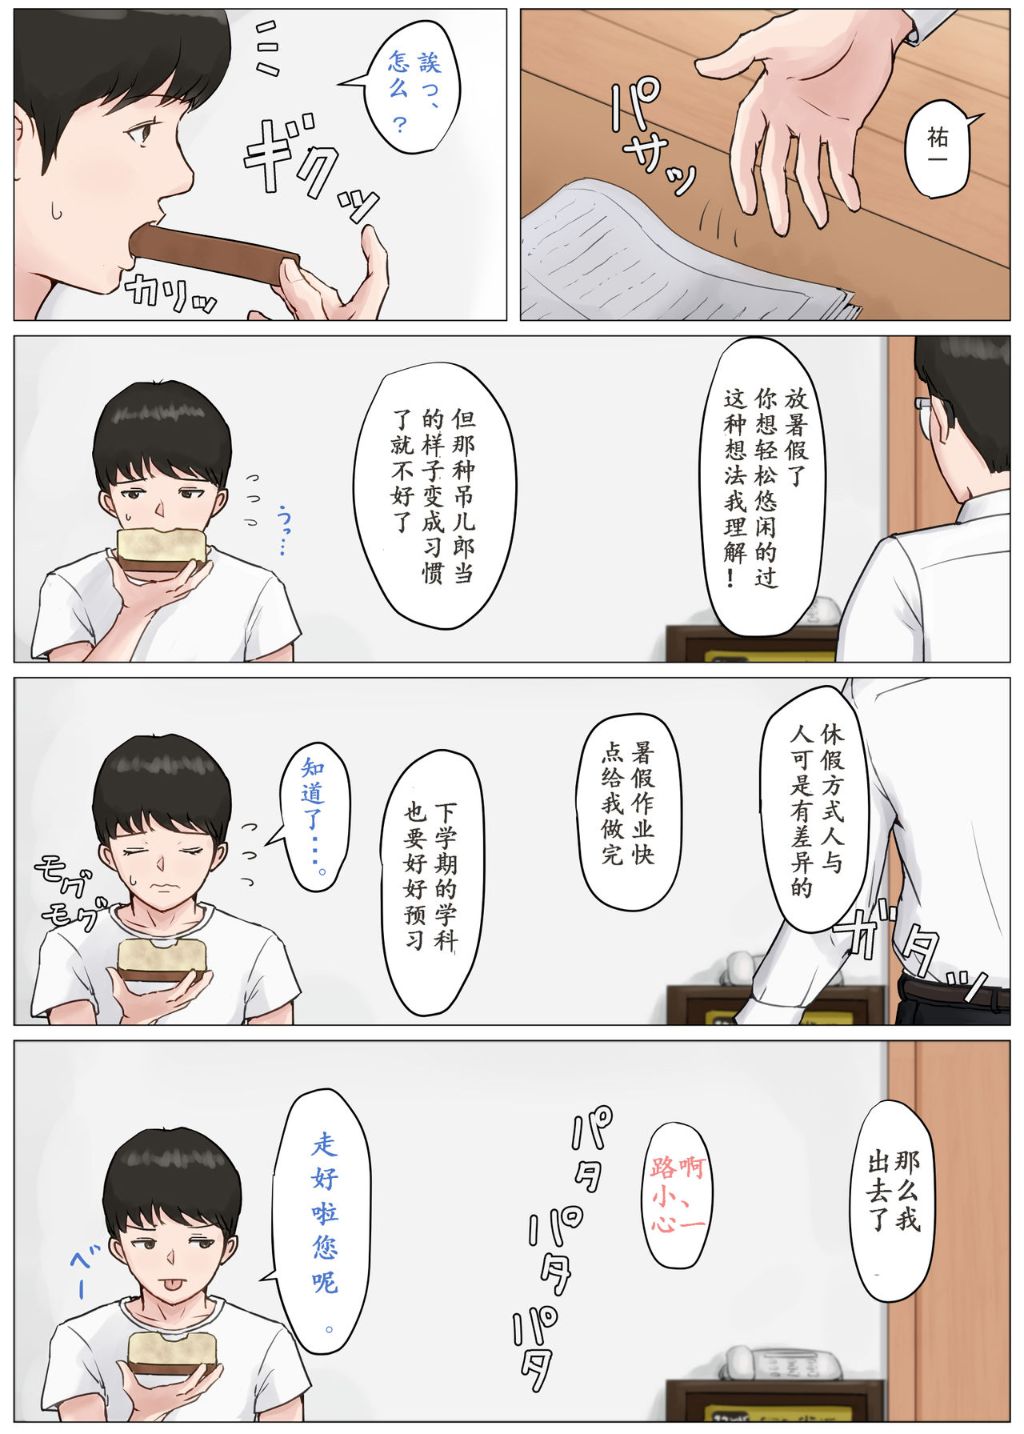 祐一
パサッ
誒っ、
怎么？
ギクッ
カリッ
放暑假了
你想轻松悠闲的过
这种想法我理解！
但那种吊儿郎当
的样子变成习惯
了就不好了
うっ…
休假方式人与
人可是有差异的
暑假作业快
点给我做完
下学期的学科
也要好好预习
知道了....。
ガタッ
モグ
モグ
那么我
出去了
啊、一
路小心
パタ
パタ
パタ
走好啦您呢。
べー